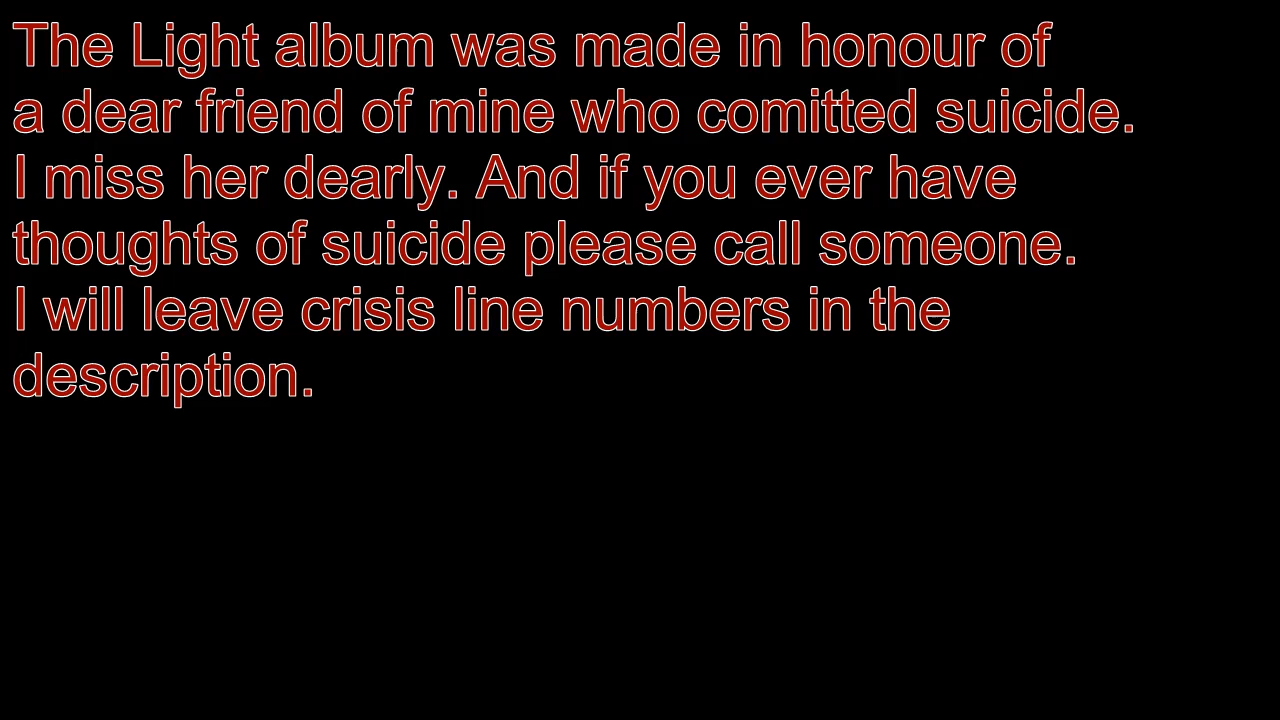 The Light album was made in honour of
a dear friend of mine who comitted suicide.
I miss her dearly. And if you ever have
thoughts of suicide please call someone.
I will leave crisis line numbers in the
description.